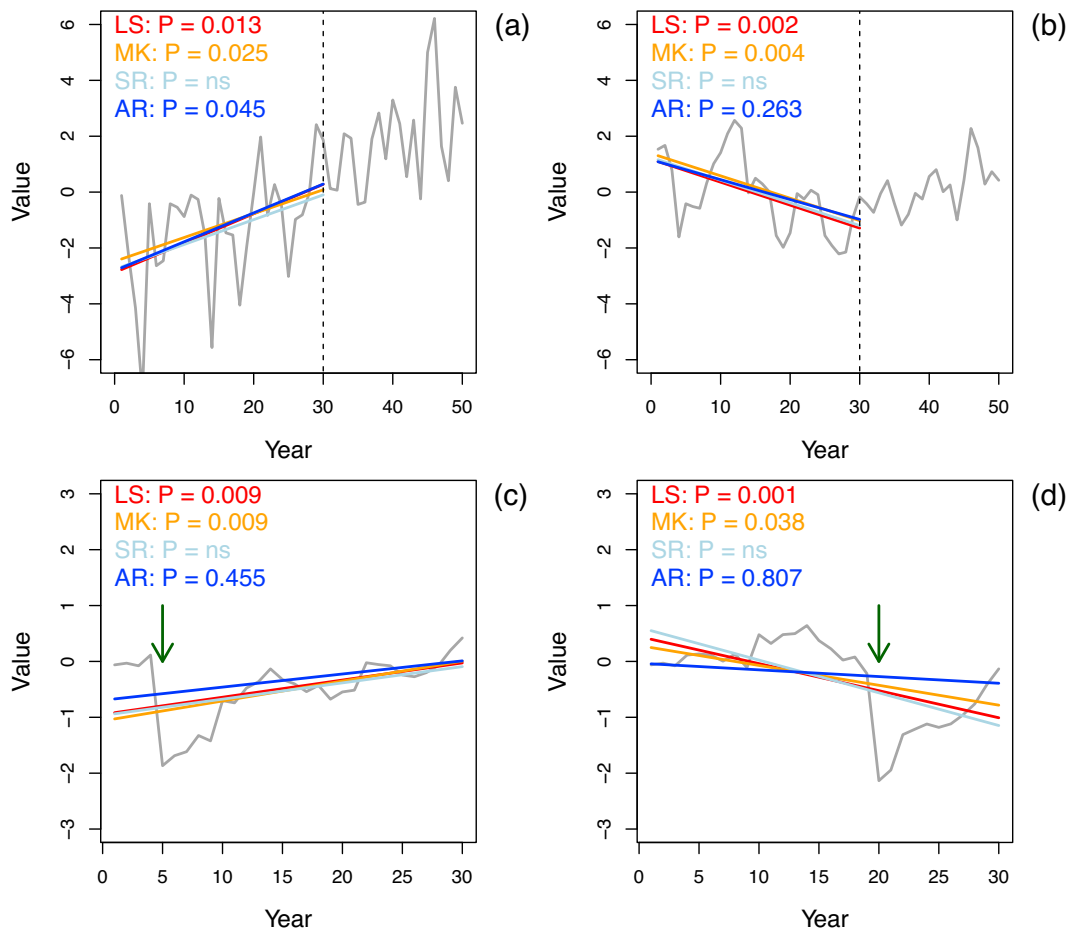 LS: P = 0.013
MK: P = 0.025
SR: P = ns
AR: P = 0.045
(a)
Value
6
4
2
0
−2
−4
−6
0 10 20 30 40 50
Year
LS: P = 0.002
MK: P = 0.004
SR: P = ns
AR: P = 0.263
(b)
Value
6
4
2
0
−2
−4
−6
0 10 20 30 40 50
Year
LS: P = 0.009
MK: P = 0.009
SR: P = ns
AR: P = 0.455
(c)
Value
3
2
1
0
−1
−2
−3
0 5 10 15 20 25 30
Year
LS: P = 0.001
MK: P = 0.038
SR: P = ns
AR: P = 0.807
(d)
Value
3
2
1
0
−1
−2
−3
0 5 10 15 20 25 30
Year